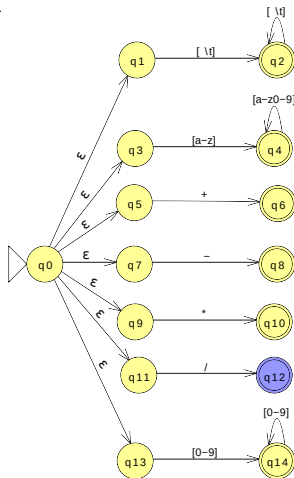 [ \t]
q1 [ \t] q2
[a-z0-9]
ε
q3 [a-z] q4
ε
q5 + q6
ε
q0 ε q7 - q8
ε
q9 * q10
ε
q11 / q12
ε
[0-9]
q13 [0-9] q14